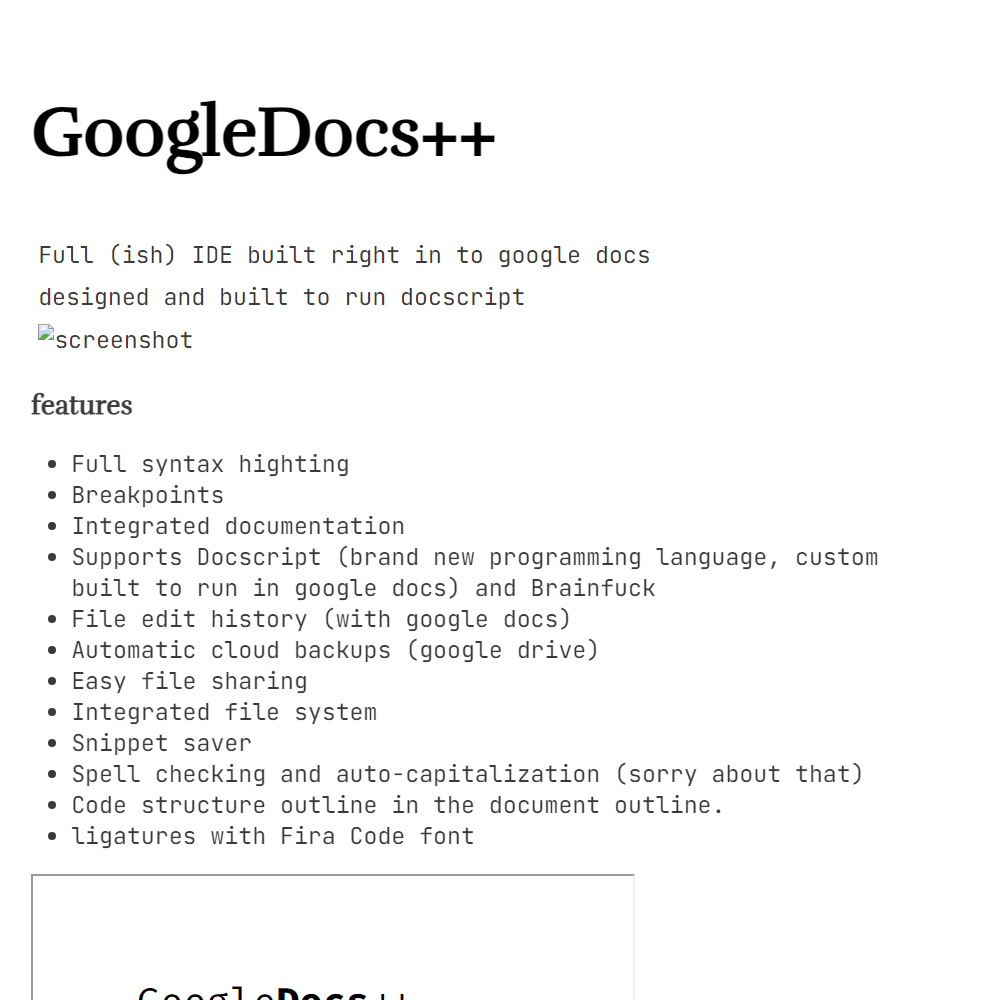 GoogleDocs++
Full (ish) IDE built right in to google docs
designed and built to run docscript
screenshot
features
Full syntax highting
Breakpoints
Integrated documentation
Supports Docscript (brand new programming language, custom
built to run in google docs) and Brainfuck
File edit history (with google docs)
Automatic cloud backups (google drive)
Easy file sharing
Integrated file system
Snippet saver
Spell checking and auto-capitalization (sorry about that)
Code structure outline in the document outline.
ligatures with Fira Code font
GoogleDocs++